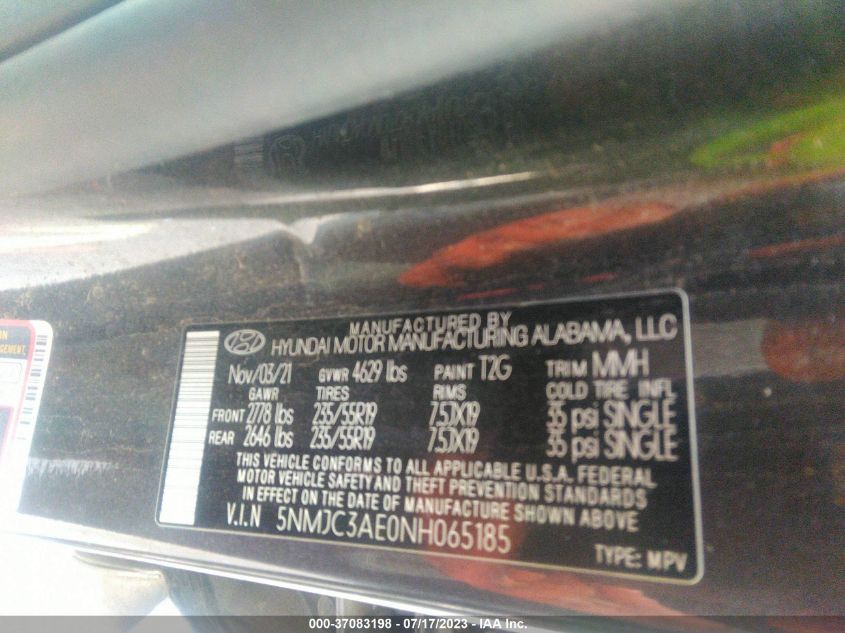 MANUFACTURED BY
HYUNDAI MOTOR MANUFACTURING ALABAMA, LLC
Nov/03/21 GVWR 4629 lbs PAINT T2G TRIM MMH
GAWR TIRES RIMS COLD TIRE INFL
FRONT 2778 lbs 235/55R19 7.5JX19 35 psi SINGLE
REAR 2646 lbs 235/55R19 7.5JX19 35 psi SINGLE
THIS VEHICLE CONFORMS TO ALL APPLICABLE U.S.A. FEDERAL
MOTOR VEHICLE SAFETY AND THEFT PREVENTION STANDARDS
IN EFFECT ON THE DATE OF MANUFACTURE SHOWN ABOVE
V.I.N 5NMJC3AE0NH065185
TYPE: MPV
000-37083198 - 07/17/2023 - IAA Inc.